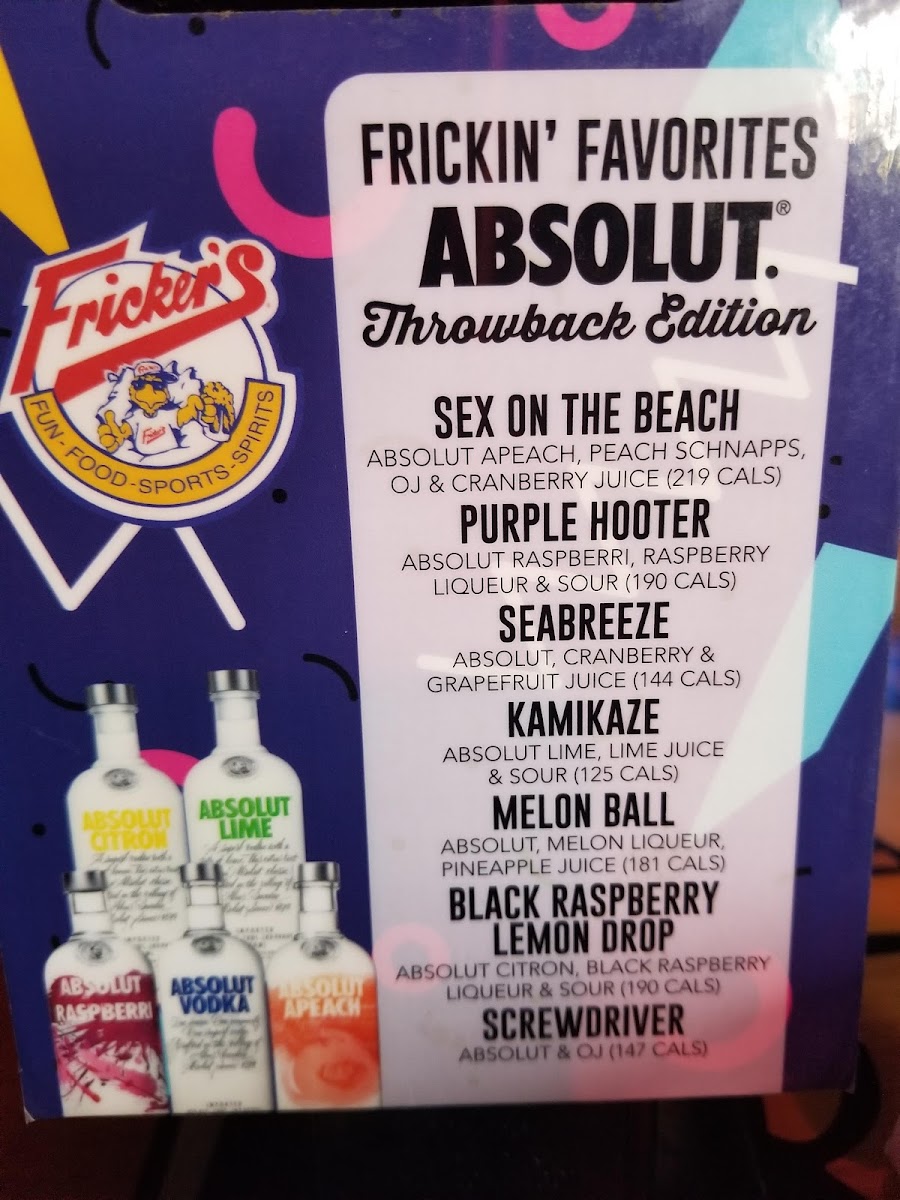 FRICKIN' FAVORITES
ABSOLUT.®
Throwback Edition
Fricker's®
FUN-FOOD-SPORTS-SPIRITS
SEX ON THE BEACH
ABSOLUT APEACH, PEACH SCHNAPPS,
OJ & CRANBERRY JUICE (219 CALS)
PURPLE HOOTER
ABSOLUT RASPBERRI, RASPBERRY
LIQUEUR & SOUR (190 CALS)
SEABREEZE
ABSOLUT, CRANBERRY &
GRAPEFRUIT JUICE (144 CALS)
KAMIKAZE
ABSOLUT LIME, LIME JUICE
& SOUR (125 CALS)
MELON BALL
ABSOLUT, MELON LIQUEUR,
PINEAPPLE JUICE (181 CALS)
BLACK RASPBERRY
LEMON DROP
ABSOLUT CITRON, BLACK RASPBERRY
LIQUEUR & SOUR (190 CALS)
SCREWDRIVER
ABSOLUT & OJ (147 CALS)
ABSOLUT
CITRON
ABSOLUT
LIME
ABSOLUT
RASPBERRI
ABSOLUT
VODKA
ABSOLUT
APEACH